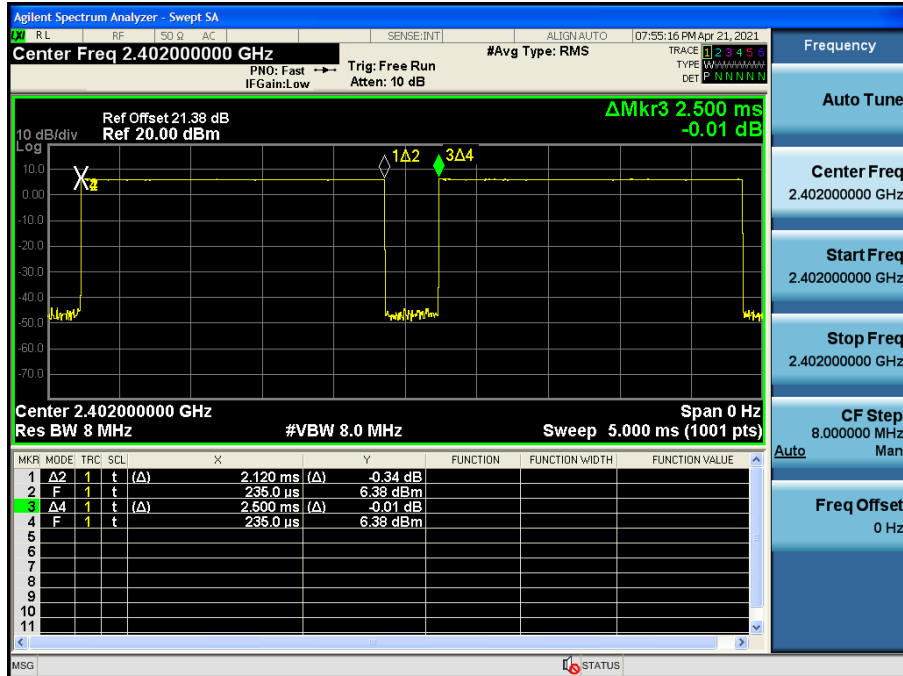 Agilent Spectrum Analyzer - Swept SA
LXI RL RF 50 Ω AC SENSE:INT ALIGN AUTO 07:55:16 PM Apr 21, 2021
Center Freq 2.402000000 GHz #Avg Type: RMS TRACE 1 2 3 4 5 6
PNO: Fast Trig: Free Run TYPE WWWWWW
IFGain:Low Atten: 10 dB DET P N N N N N
Frequency
Ref Offset 21.38 dB ΔMkr3 2.500 ms
10 dB/div Ref 20.00 dBm -0.01 dB
Log
1Δ2 3Δ4
10.0
0.00
-10.0
-20.0
-30.0
-40.0
-50.0
-60.0
-70.0
Center 2.402000000 GHz Span 0 Hz
Res BW 8 MHz #VBW 8.0 MHz Sweep 5.000 ms (1001 pts)
MKR MODE TRC SCL X Y FUNCTION FUNCTION WIDTH FUNCTION VALUE
1 Δ2 1 t (Δ) 2.120 ms (Δ) -0.34 dB
2 F 1 t 235.0 µs 6.38 dBm
3 Δ4 1 t (Δ) 2.500 ms (Δ) -0.01 dB
4 F 1 t 235.0 µs 6.38 dBm
5
6
7
8
9
10
11
MSG STATUS
Auto Tune
Center Freq
2.402000000 GHz
Start Freq
2.402000000 GHz
Stop Freq
2.402000000 GHz
CF Step
8.000000 MHz
Auto Man
Freq Offset
0 Hz